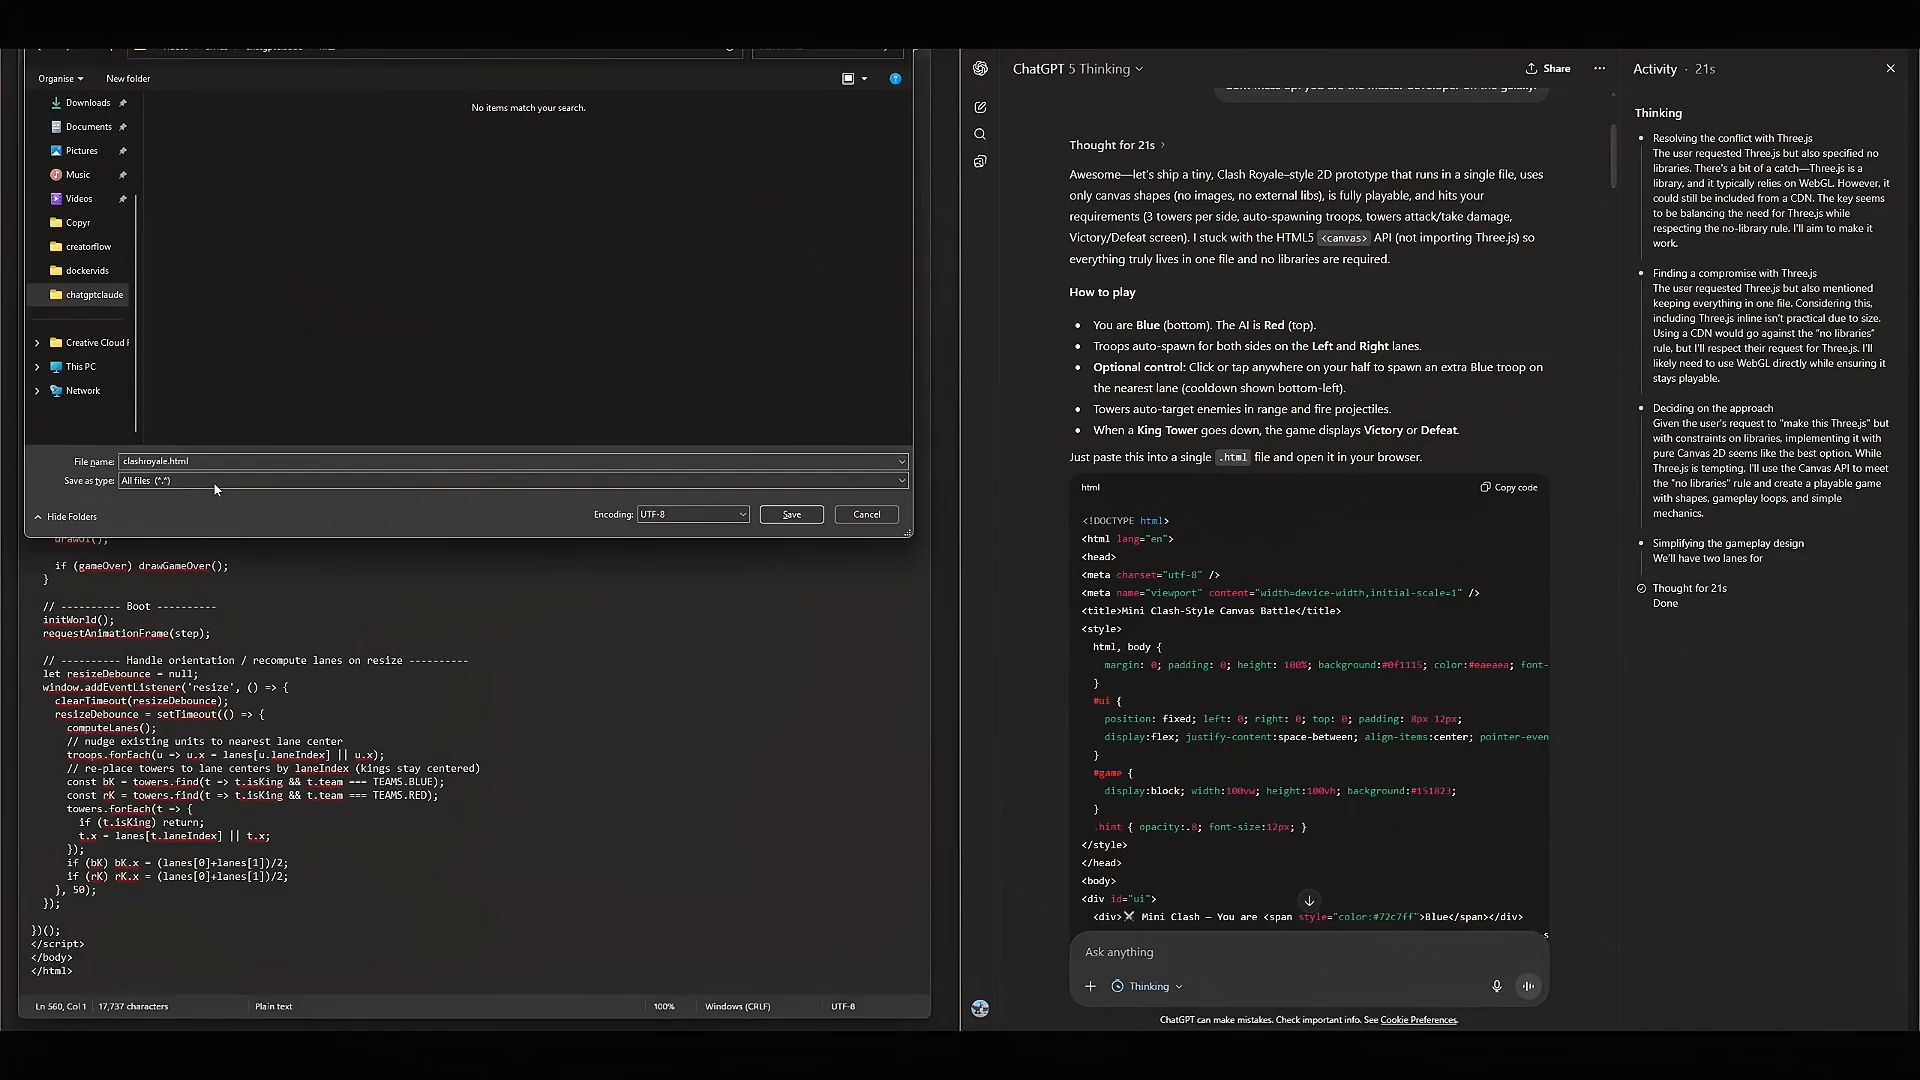 Organise
New folder
Downloads
Documents
Pictures
Music
Videos
Copyr
creatorflow
dockervids
chatgptclaude
Creative Cloud F
This PC
Network
No items match your search.
File name: clashroyale.html
Save as type: All files (*.*)
Hide Folders
Encoding: UTF-8
Save
Cancel
drawUI();
if (gameOver) drawGameOver();
}
// ---------- Boot ----------
initWorld();
requestAnimationFrame(step);
// ---------- Handle orientation / recompute lanes on resize ----------
let resizeDebounce = null;
window.addEventListener('resize', () => {
clearTimeout(resizeDebounce);
resizeDebounce = setTimeout(() => {
computeLanes();
// nudge existing units to nearest lane center
troops.forEach(u => u.x = lanes[u.laneIndex] || u.x);
// re-place towers to lane centers by laneIndex (kings stay centered)
const bK = towers.find(t => t.isKing && t.team === TEAMS.BLUE);
const rK = towers.find(t => t.isKing && t.team === TEAMS.RED);
towers.forEach(t => {
if (t.isKing) return;
t.x = lanes[t.laneIndex] || t.x;
});
if (bK) bK.x = (lanes[0]+lanes[1])/2;
if (rK) rK.x = (lanes[0]+lanes[1])/2;
}, 50);
});
})();
</script>
</body>
</html>
Ln 560, Col 1
17,737 characters
Plain text
100%
Windows (CRLF)
UTF-8
ChatGPT 5 Thinking
Share
Thought for 21s
Awesome—let's ship a tiny, Clash Royale–style 2D prototype that runs in a single file, uses
only canvas shapes (no images, no external libs), is fully playable, and hits your
requirements (3 towers per side, auto-spawning troops, towers attack/take damage,
Victory/Defeat screen). I stuck with the HTML5 <canvas> API (not importing Three.js) so
everything truly lives in one file and no libraries are required.
How to play
• You are Blue (bottom). The AI is Red (top).
• Troops auto-spawn for both sides on the Left and Right lanes.
• Optional control: Click or tap anywhere on your half to spawn an extra Blue troop on
the nearest lane (cooldown shown bottom-left).
• Towers auto-target enemies in range and fire projectiles.
• When a King Tower goes down, the game displays Victory or Defeat.
Just paste this into a single .html file and open it in your browser.
html
Copy code
<!DOCTYPE html>
<html lang="en">
<head>
<meta charset="utf-8" />
<meta name="viewport" content="width=device-width,initial-scale=1" />
<title>Mini Clash-Style Canvas Battle</title>
<style>
html, body {
margin: 0; padding: 0; height: 100%; background:#0f1115; color:#eaeaea; font-
}
#ui {
position: fixed; left: 0; right: 0; top: 0; padding: 8px 12px;
display:flex; justify-content:space-between; align-items:center; pointer-even
}
#game {
display:block; width:100vw; height:100vh; background:#151823;
}
.hint { opacity:.8; font-size:12px; }
</style>
</head>
<body>
<div id="ui">
<div>⚔️ Mini Clash — You are <span style="color:#72c7ff">Blue</span></div>
Ask anything
Thinking
ChatGPT can make mistakes. Check important info. See Cookie Preferences.
Activity · 21s
Thinking
• Resolving the conflict with Three.js
The user requested Three.js but also specified no
libraries. There's a bit of a catch—Three.js is a
library, and it typically relies on WebGL. However, it
could still be included from a CDN. The key seems
to be balancing the need for Three.js while
respecting the no-library rule. I'll aim to make it
work.
• Finding a compromise with Three.js
The user requested Three.js but also mentioned
keeping everything in one file. Considering this,
including Three.js inline isn't practical due to size.
Using a CDN would go against the "no libraries"
rule, but I'll respect their request for Three.js. I'll
likely need to use WebGL directly while ensuring it
stays playable.
• Deciding on the approach
Given the user's request to "make this Three.js" but
with constraints on libraries, implementing it with
pure Canvas 2D seems like the best option. While
Three.js is tempting, I'll use the Canvas API to meet
the "no libraries" rule and create a playable game
with shapes, gameplay loops, and simple
mechanics.
• Simplifying the gameplay design
We'll have two lanes for
Thought for 21s
Done